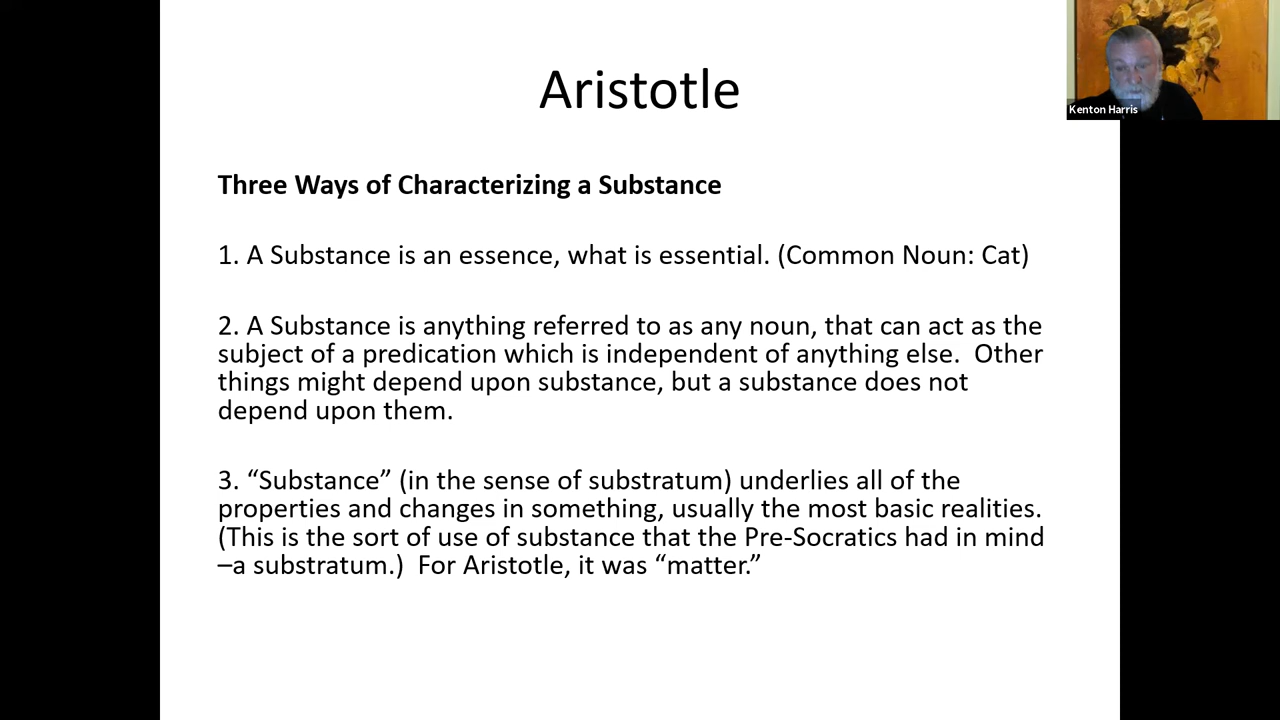 Aristotle
Kenton Harris
Three Ways of Characterizing a Substance
1. A Substance is an essence, what is essential. (Common Noun: Cat)
2. A Substance is anything referred to as any noun, that can act as the
subject of a predication which is independent of anything else.  Other
things might depend upon substance, but a substance does not
depend upon them.
3. “Substance” (in the sense of substratum) underlies all of the
properties and changes in something, usually the most basic realities.
(This is the sort of use of substance that the Pre-Socratics had in mind
–a substratum.)  For Aristotle, it was “matter.”